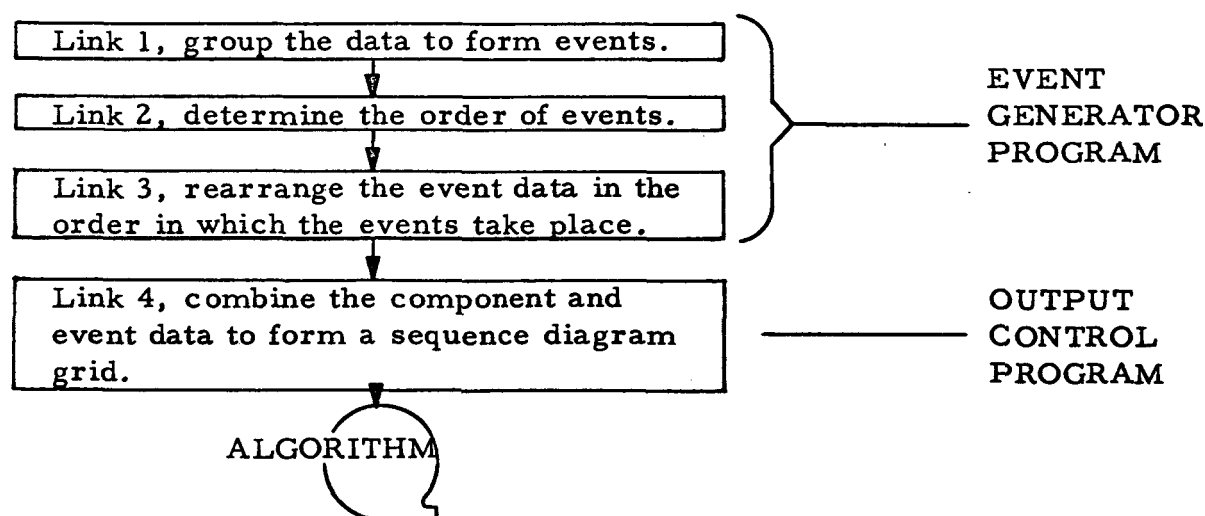 Link 1, group the data to form events.
Link 2, determine the order of events.
Link 3, rearrange the event data in the
order in which the events take place.
EVENT
GENERATOR
PROGRAM
Link 4, combine the component and
event data to form a sequence diagram
grid.
OUTPUT
CONTROL
PROGRAM
ALGORITHM